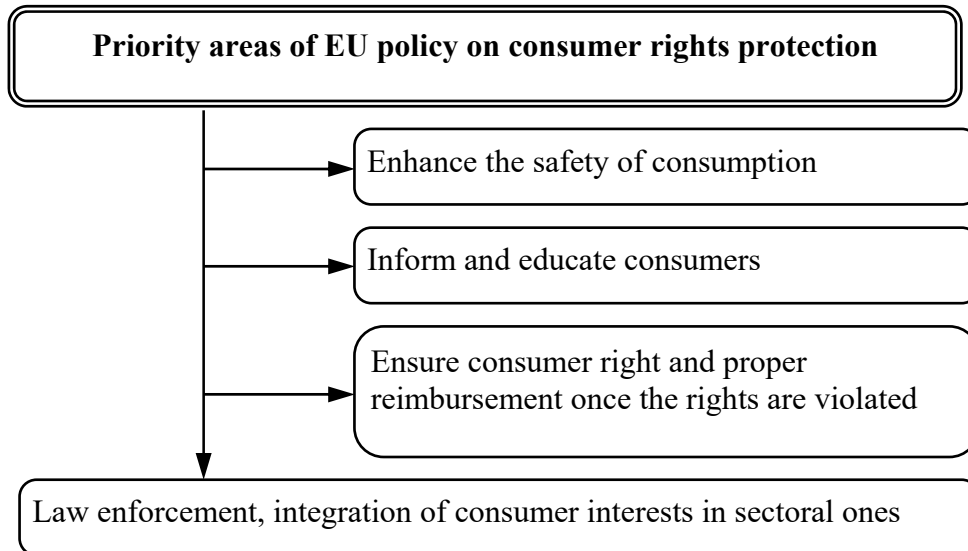 Priority areas of EU policy on consumer rights protection
Enhance the safety of consumption
Inform and educate consumers
Ensure consumer right and proper
reimbursement once the rights are violated
Law enforcement, integration of consumer interests in sectoral ones